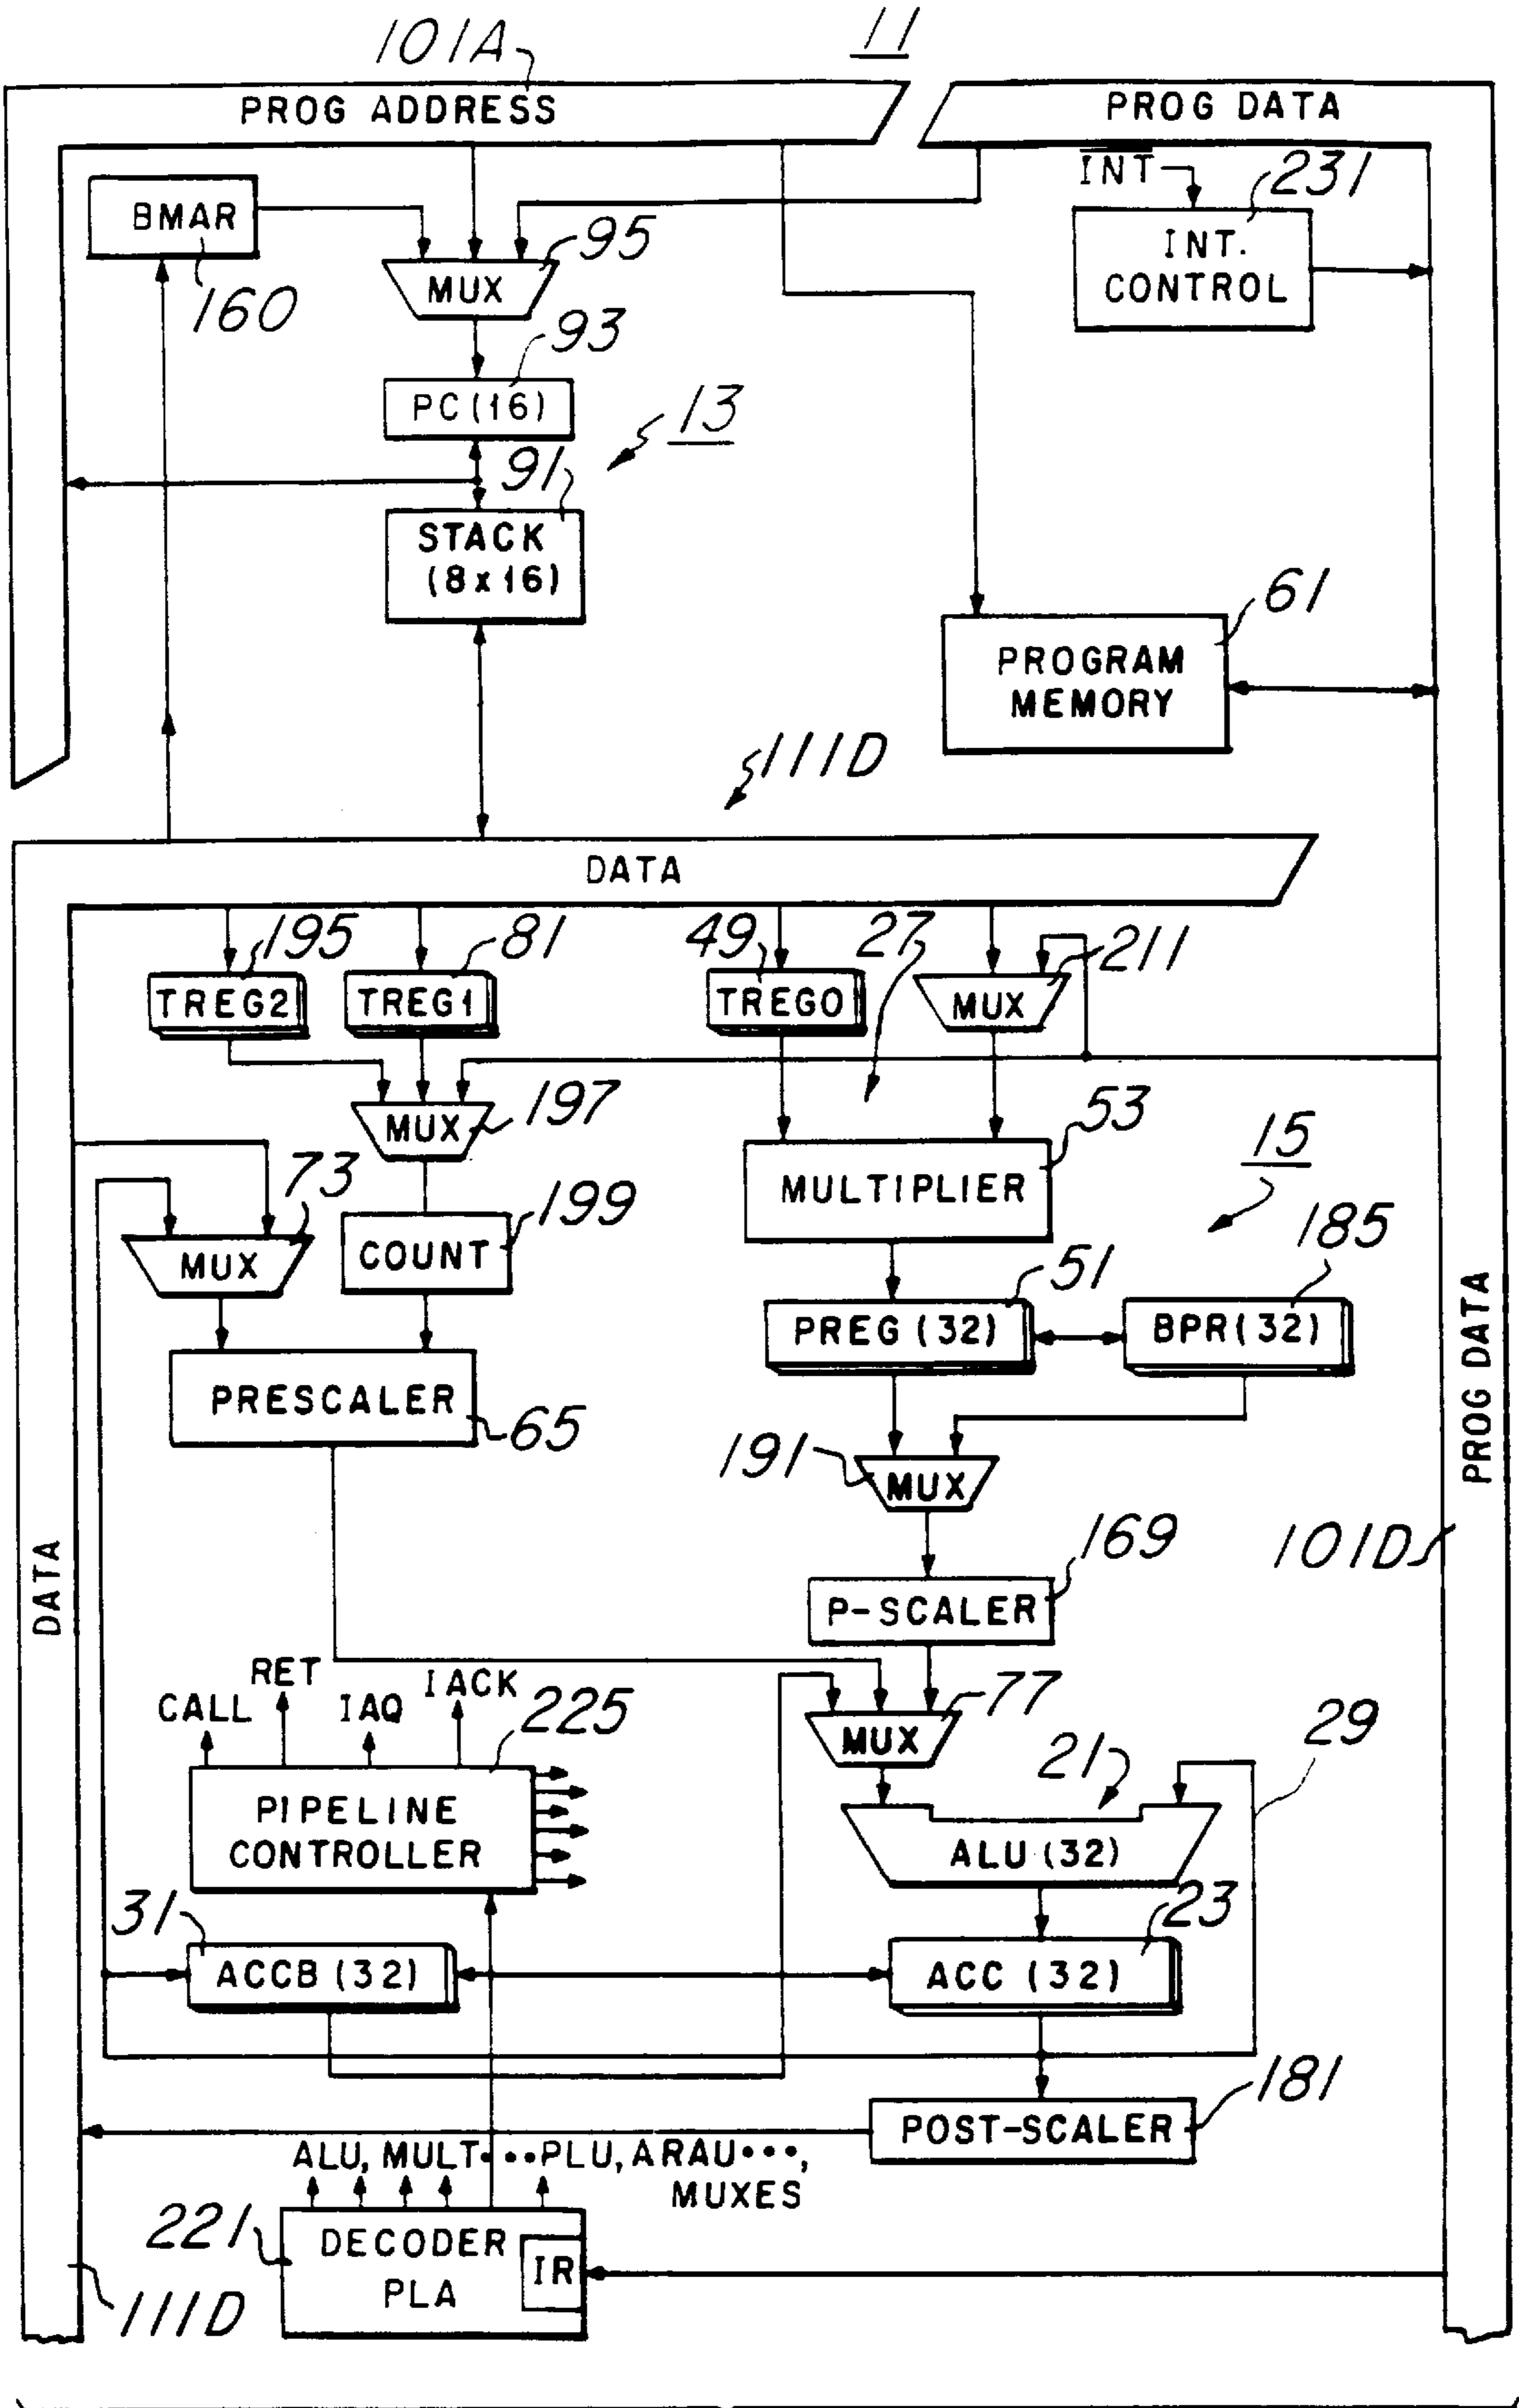 101A
11
PROG ADDRESS
PROG DATA
INT
231
BMAR
160
95
MUX
INT.
CONTROL
93
PC (16)
13
91
STACK
(8 x 16)
61
PROGRAM
MEMORY
111D
DATA
195
81
49
27
211
TREG2
TREG1
TREG0
MUX
MUX
197
53
MULTIPLIER
15
73
MUX
199
COUNT
185
51
PREG (32)
BPR (32)
PROG DATA
PRESCALER
65
191
MUX
101D
169
P-SCALER
DATA
CALL
RET
IAQ
IACK
225
77
MUX
29
21
PIPELINE
CONTROLLER
ALU (32)
31
23
ACCB (32)
ACC (32)
181
POST-SCALER
ALU, MULT•••PLU, ARAU•••,
MUXES
221
DECODER
PLA
IR
111D